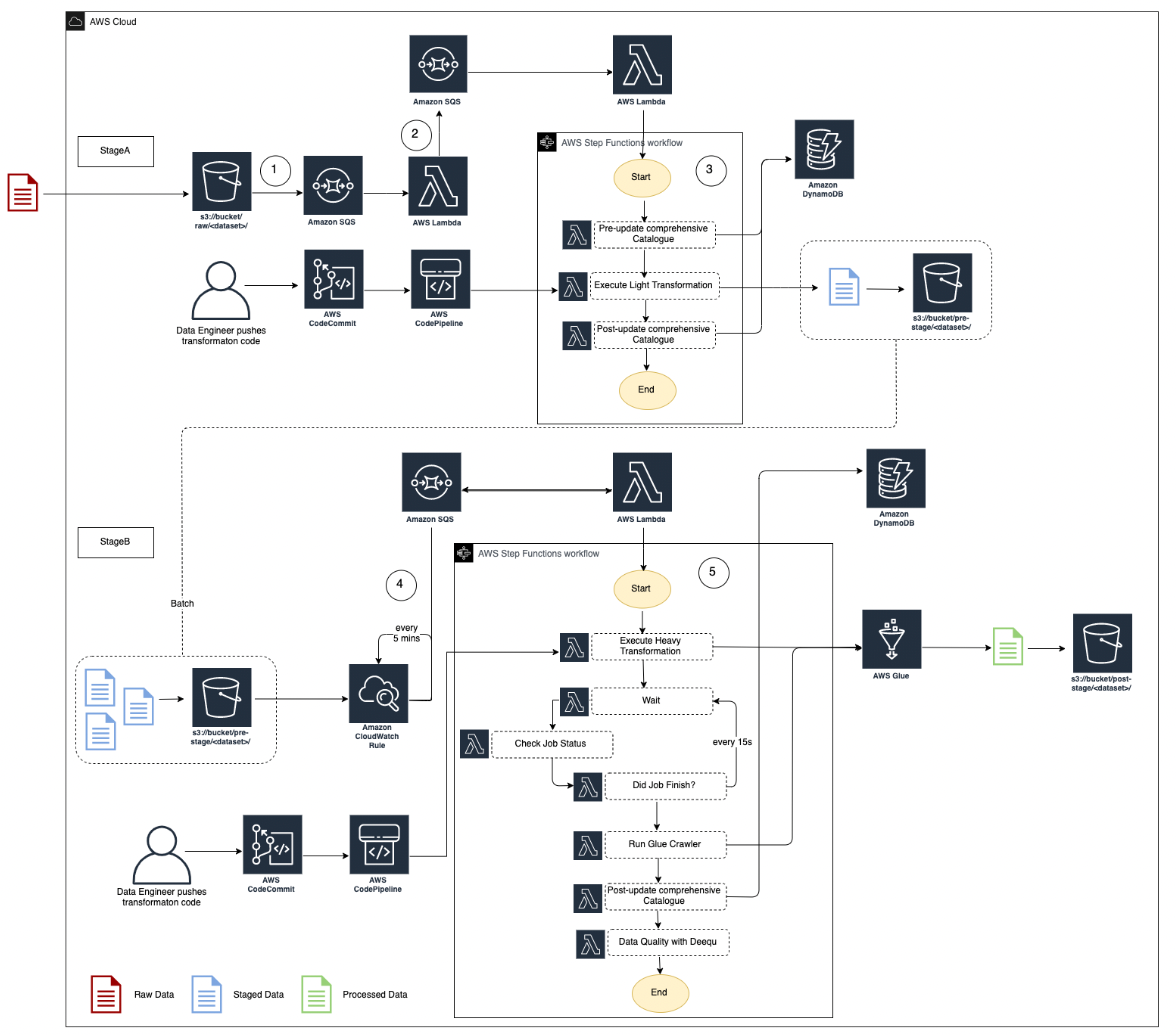 AWS Cloud
Amazon SQS
AWS Lambda
StageA
1
2
AWS Step Functions workflow
Start
3
Amazon
DynamoDB
s3://bucket/
raw/<dataset>/
Amazon SQS
AWS Lambda
Pre-update comprehensive
Catalogue
Execute Light Transformation
Post-update comprehensive
Catalogue
End
s3://bucket/pre-
stage/<dataset>/
Data Engineer pushes
transformaton code
AWS
CodeCommit
AWS
CodePipeline
Amazon SQS
AWS Lambda
Amazon
DynamoDB
StageB
4
AWS Step Functions workflow
5
Start
Batch
every
5 mins
Execute Heavy
Transformation
Wait
Check Job Status
every 15s
Did Job Finish?
Run Glue Crawler
Post-update comprehensive
Catalogue
Data Quality with Deequ
End
AWS Glue
s3://bucket/post-
stage/<dataset>/
s3://bucket/pre-
stage/<dataset>/
Amazon
CloudWatch
Rule
Data Engineer pushes
transformaton code
AWS
CodeCommit
AWS
CodePipeline
Raw Data
Staged Data
Processed Data